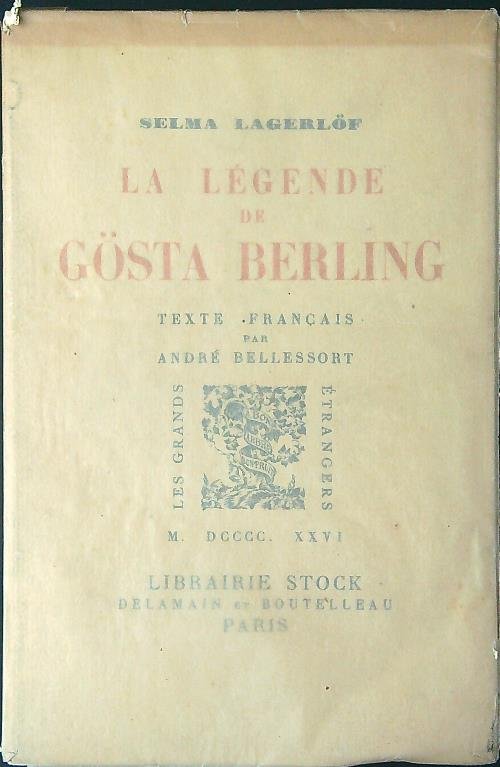 SELMA LAGERLÖF
LA LÉGENDE
DE
GÖSTA BERLING
TEXTE FRANÇAIS
PAR
ANDRÉ BELLESSORT
LES GRANDS
ÉTRANGERS
M. DCCCC. XXVI
LIBRAIRIE STOCK
DELAMAIN et BOUTELLEAU
PARIS